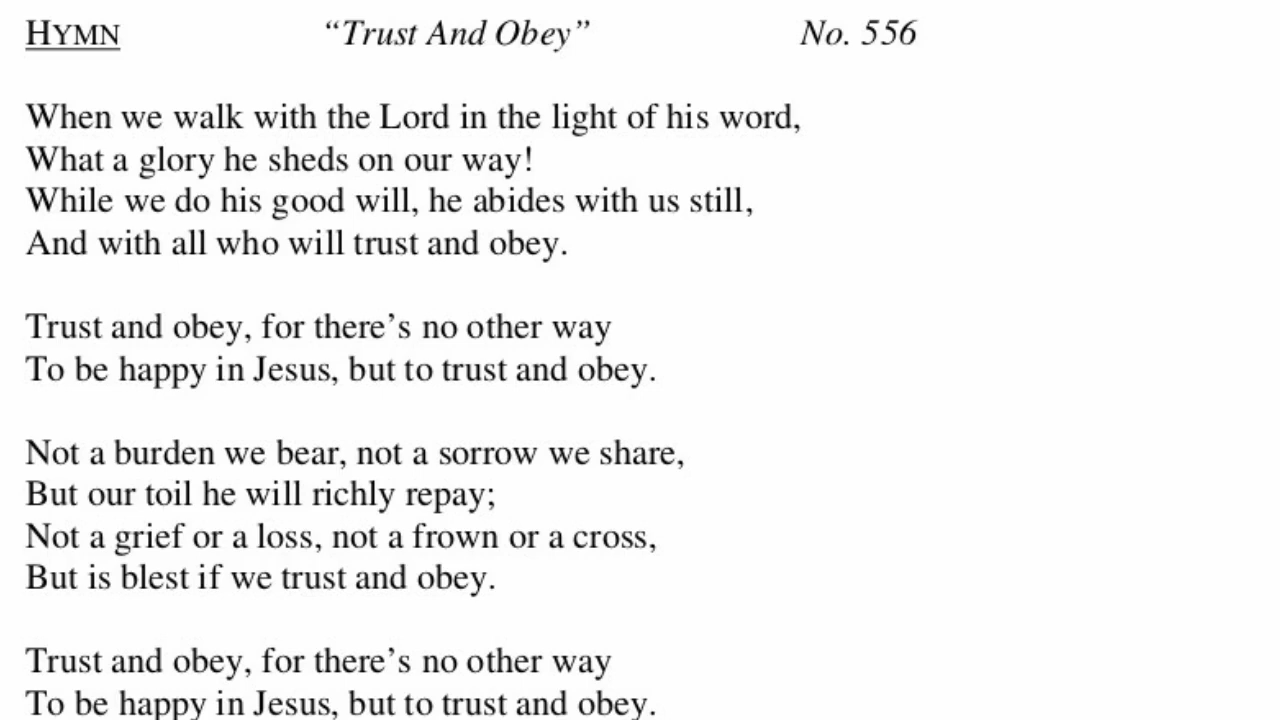 HYMN “Trust And Obey” No. 556
When we walk with the Lord in the light of his word,
What a glory he sheds on our way!
While we do his good will, he abides with us still,
And with all who will trust and obey.
Trust and obey, for there’s no other way
To be happy in Jesus, but to trust and obey.
Not a burden we bear, not a sorrow we share,
But our toil he will richly repay;
Not a grief or a loss, not a frown or a cross,
But is blest if we trust and obey.
Trust and obey, for there’s no other way
To be happy in Jesus, but to trust and obey.